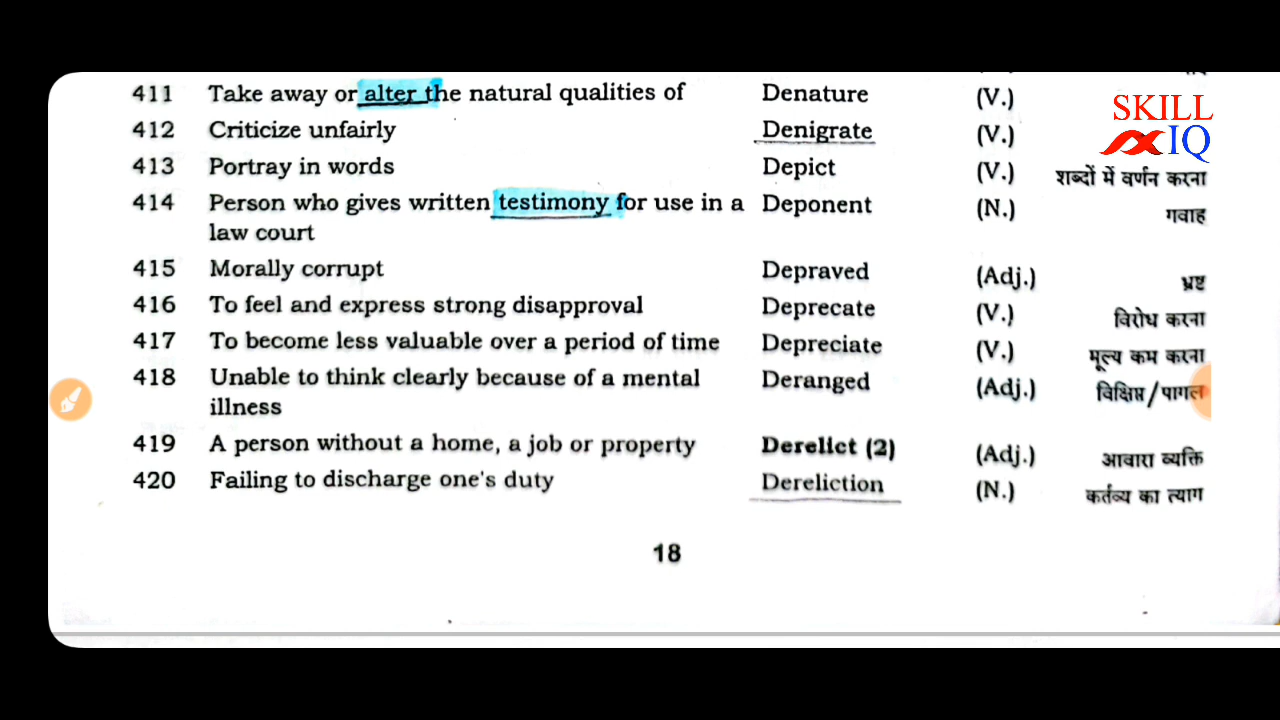 411 Take away or alter the natural qualities of Denature (V.)
412 Criticize unfairly Denigrate (V.)
413 Portray in words Depict (V.) शब्दों में वर्णन करना
414 Person who gives written testimony for use in a Deponent (N.) गवाह
law court
415 Morally corrupt Depraved (Adj.) भ्रष्ट
416 To feel and express strong disapproval Deprecate (V.) विरोध करना
417 To become less valuable over a period of time Depreciate (V.) मूल्य कम करना
418 Unable to think clearly because of a mental Deranged (Adj.) विक्षिप्त/पागल
illness
419 A person without a home, a job or property Derelict (2) (Adj.) आवारा व्यक्ति
420 Failing to discharge one's duty Dereliction (N.) कर्तव्य का त्याग
18
SKILL
IQ